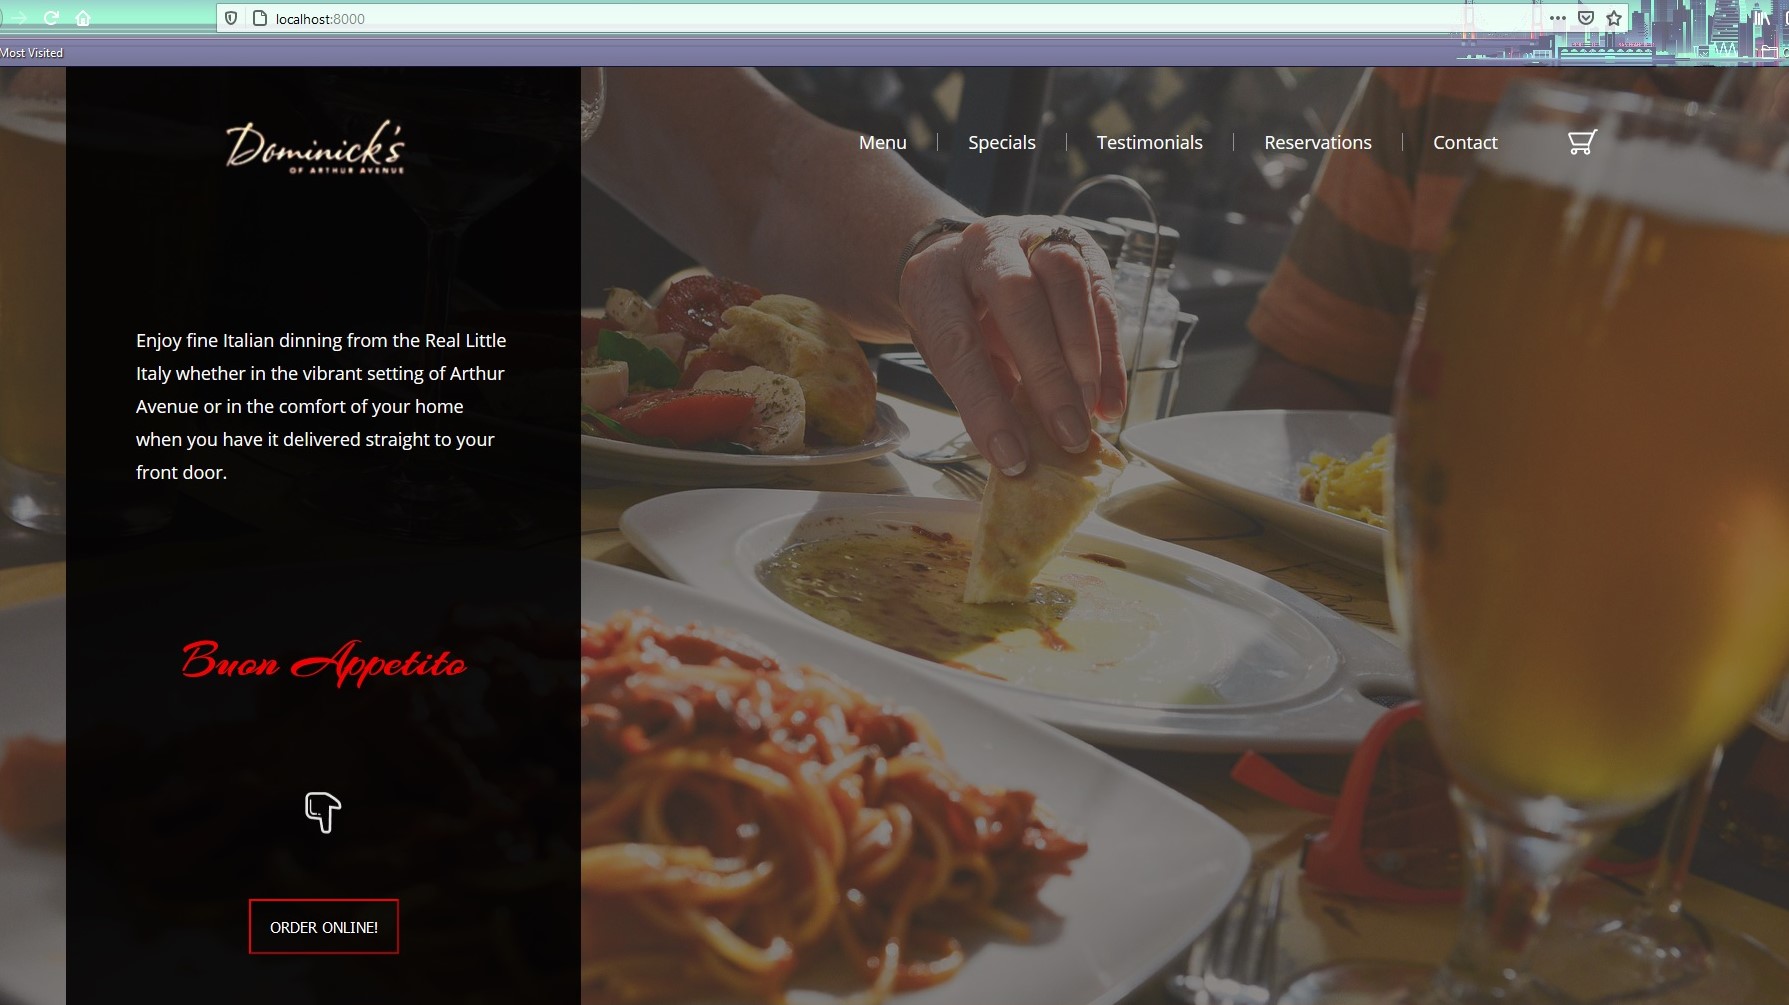 localhost:8000
Most Visited
Dominick's
OF ARTHUR AVENUE
Menu
Specials
Testimonials
Reservations
Contact
Enjoy fine Italian dinning from the Real Little
Italy whether in the vibrant setting of Arthur
Avenue or in the comfort of your home
when you have it delivered straight to your
front door.
Buon Appetito
ORDER ONLINE!